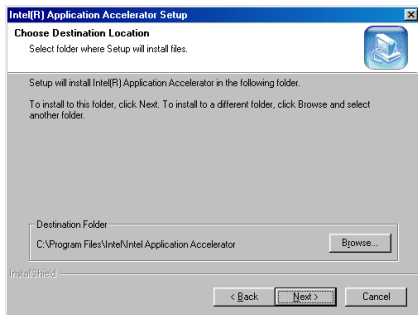 Intel(R) Application Accelerator Setup
Choose Destination Location
Select folder where Setup will install files.
Setup will install Intel(R) Application Accelerator in the following folder.
To install to this folder, click Next. To install to a different folder, click Browse and select
another folder.
Destination Folder
C:\Program Files\Intel\Intel Application Accelerator
Browse...
InstallShield
< Back
Next >
Cancel